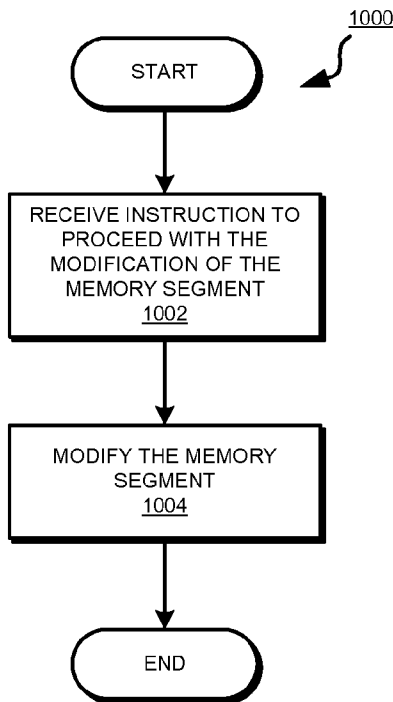 1000
START
RECEIVE INSTRUCTION TO
PROCEED WITH THE
MODIFICATION OF THE
MEMORY SEGMENT
1002
MODIFY THE MEMORY
SEGMENT
1004
END